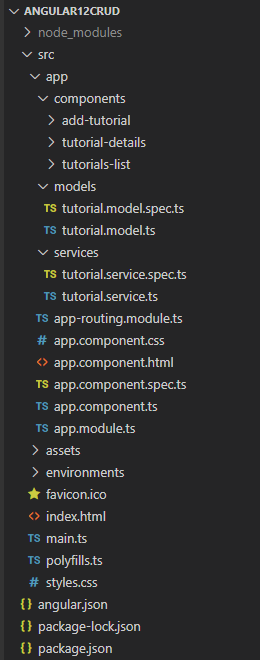 ANGULAR12CRUD
node_modules
src
app
components
add-tutorial
tutorial-details
tutorials-list
models
TS tutorial.model.spec.ts
TS tutorial.model.ts
services
TS tutorial.service.spec.ts
TS tutorial.service.ts
TS app-routing.module.ts
# app.component.css
<> app.component.html
TS app.component.spec.ts
TS app.component.ts
TS app.module.ts
assets
environments
favicon.ico
<> index.html
TS main.ts
TS polyfills.ts
# styles.css
{} angular.json
{} package-lock.json
{} package.json